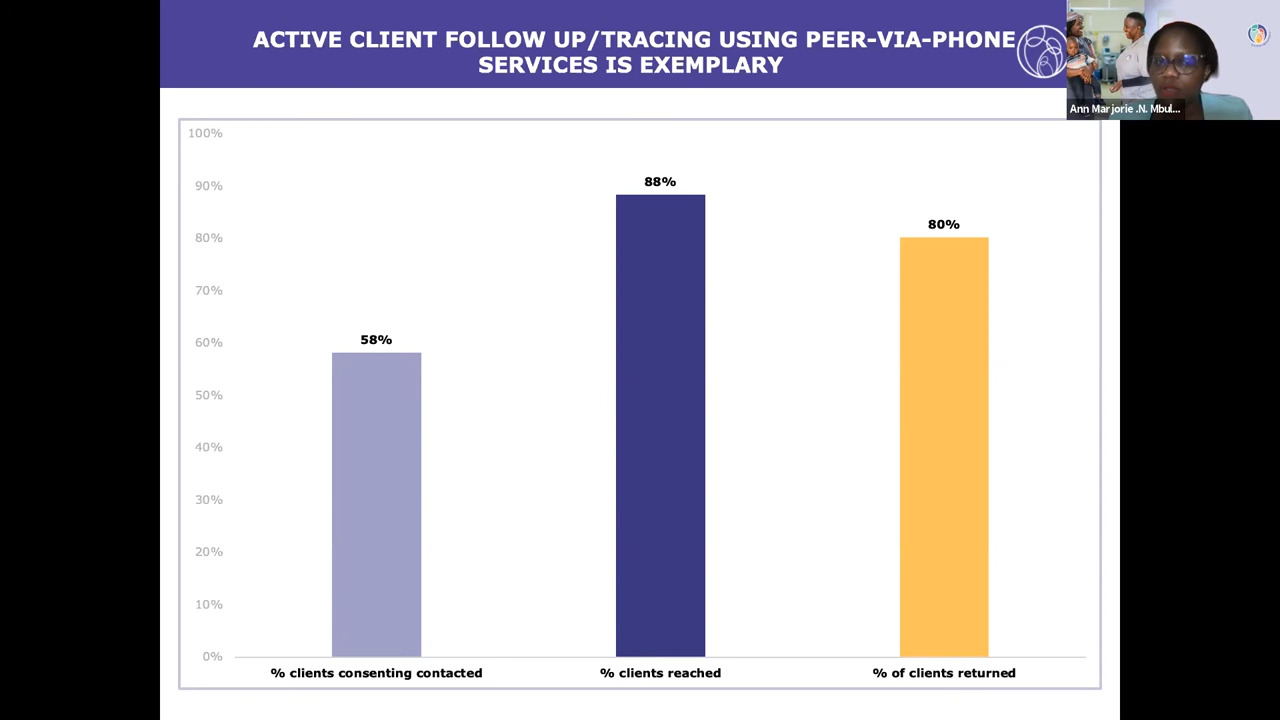 ACTIVE CLIENT FOLLOW UP/TRACING USING PEER-VIA-PHONE
SERVICES IS EXEMPLARY
Ann Marjorie .N. Mbul...
100%
90%
80%
70%
60%
50%
40%
30%
20%
10%
0%
58%
88%
80%
% clients consenting contacted
% clients reached
% of clients returned